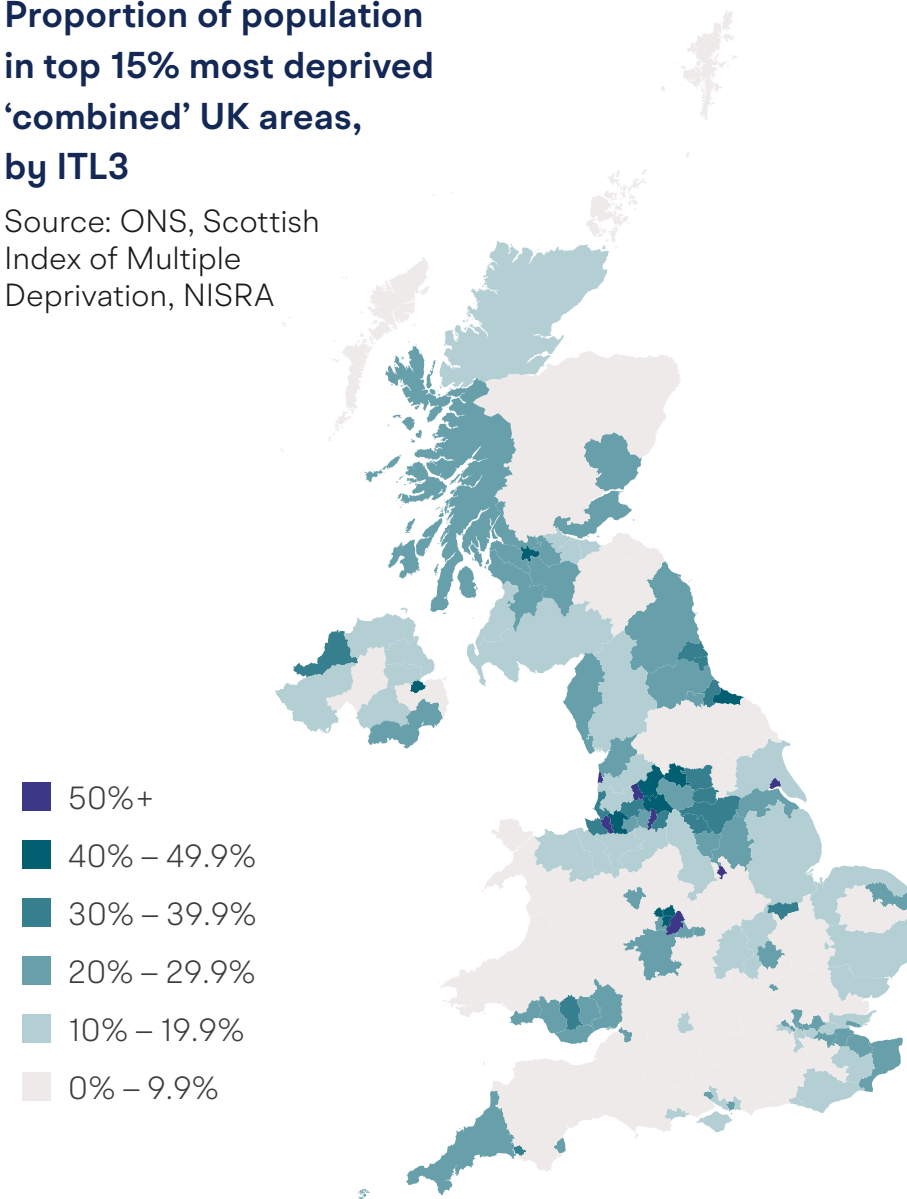 Proportion of population
in top 15% most deprived
‘combined’ UK areas,
by ITL3
Source: ONS, Scottish
Index of Multiple
Deprivation, NISRA
50%+
40% – 49.9%
30% – 39.9%
20% – 29.9%
10% – 19.9%
0% – 9.9%